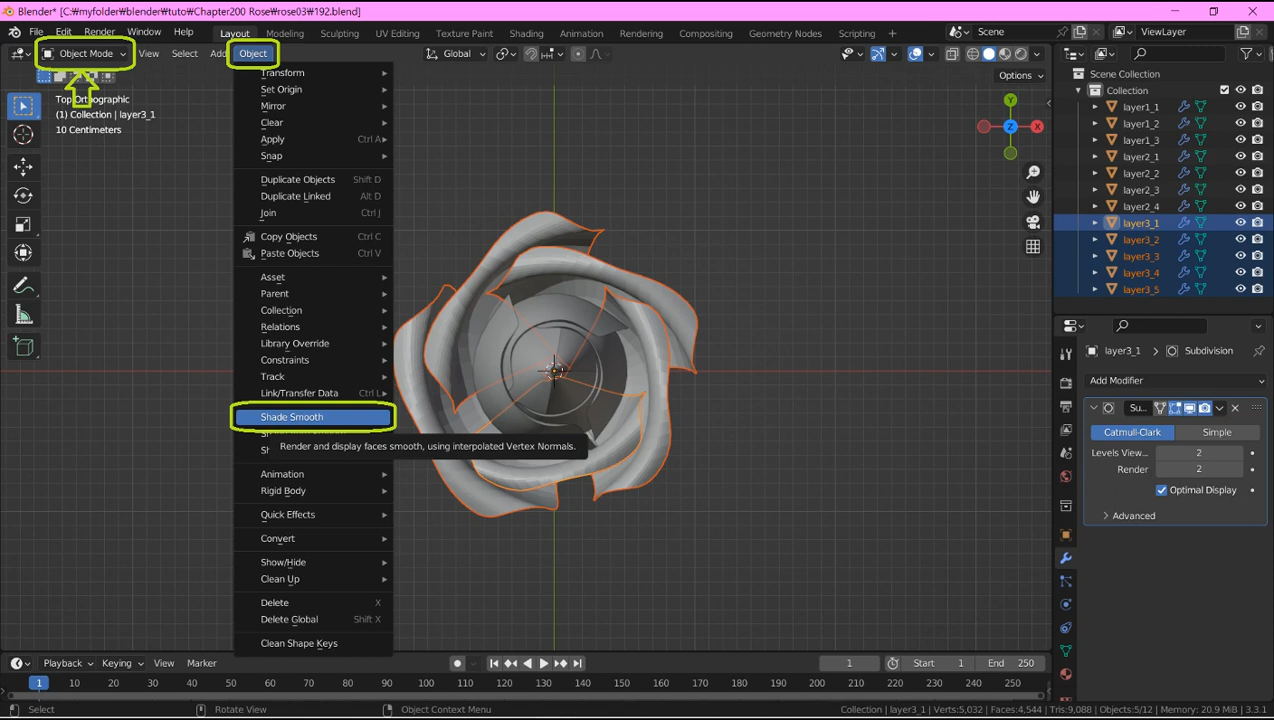 Blender* [C:₩myfolder₩blender₩tuto₩Chapter200 Rose₩rose03₩192.blend]
File Edit Render Window Help Layout Modeling Sculpting UV Editing Texture Paint Shading Animation Rendering Compositing Geometry Nodes Scripting + Scene ViewLayer
Object Mode View Select Add Object Global
Options
Top Orthographic
(1) Collection | layer3_1
10 Centimeters
Transform
Set Origin
Mirror
Clear
Apply Ctrl A
Snap
Duplicate Objects Shift D
Duplicate Linked Alt D
Join Ctrl J
Copy Objects Ctrl C
Paste Objects Ctrl V
Asset
Parent
Collection
Relations
Library Override
Constraints
Track
Link/Transfer Data Ctrl L
Shade Smooth
Render and display faces smooth, using interpolated Vertex Normals.
Animation
Rigid Body
Quick Effects
Convert
Show/Hide
Clean Up
Delete X
Delete Global Shift X
Clean Shape Keys
Y
Z X
Scene Collection
Collection
layer1_1
layer1_2
layer1_3
layer2_1
layer2_2
layer2_3
layer2_4
layer3_1
layer3_2
layer3_3
layer3_4
layer3_5
layer3_1 > Subdivision
Add Modifier
Su...
Catmull-Clark Simple
Levels View... 2
Render 2
Optimal Display
Advanced
Playback Keying View Marker 1 Start 1 End 250
1 10 20 30 40 50 60 70 80 90 100 110 120 130 140 150 160 170 180 190 200 210 220 230 240 250
Select Rotate View Object Context Menu Collection | layer3_1 | Verts:5,032 | Faces:4,544 | Tris:9,088 | Objects:5/12 | Memory: 20.9 MiB | 3.3.1